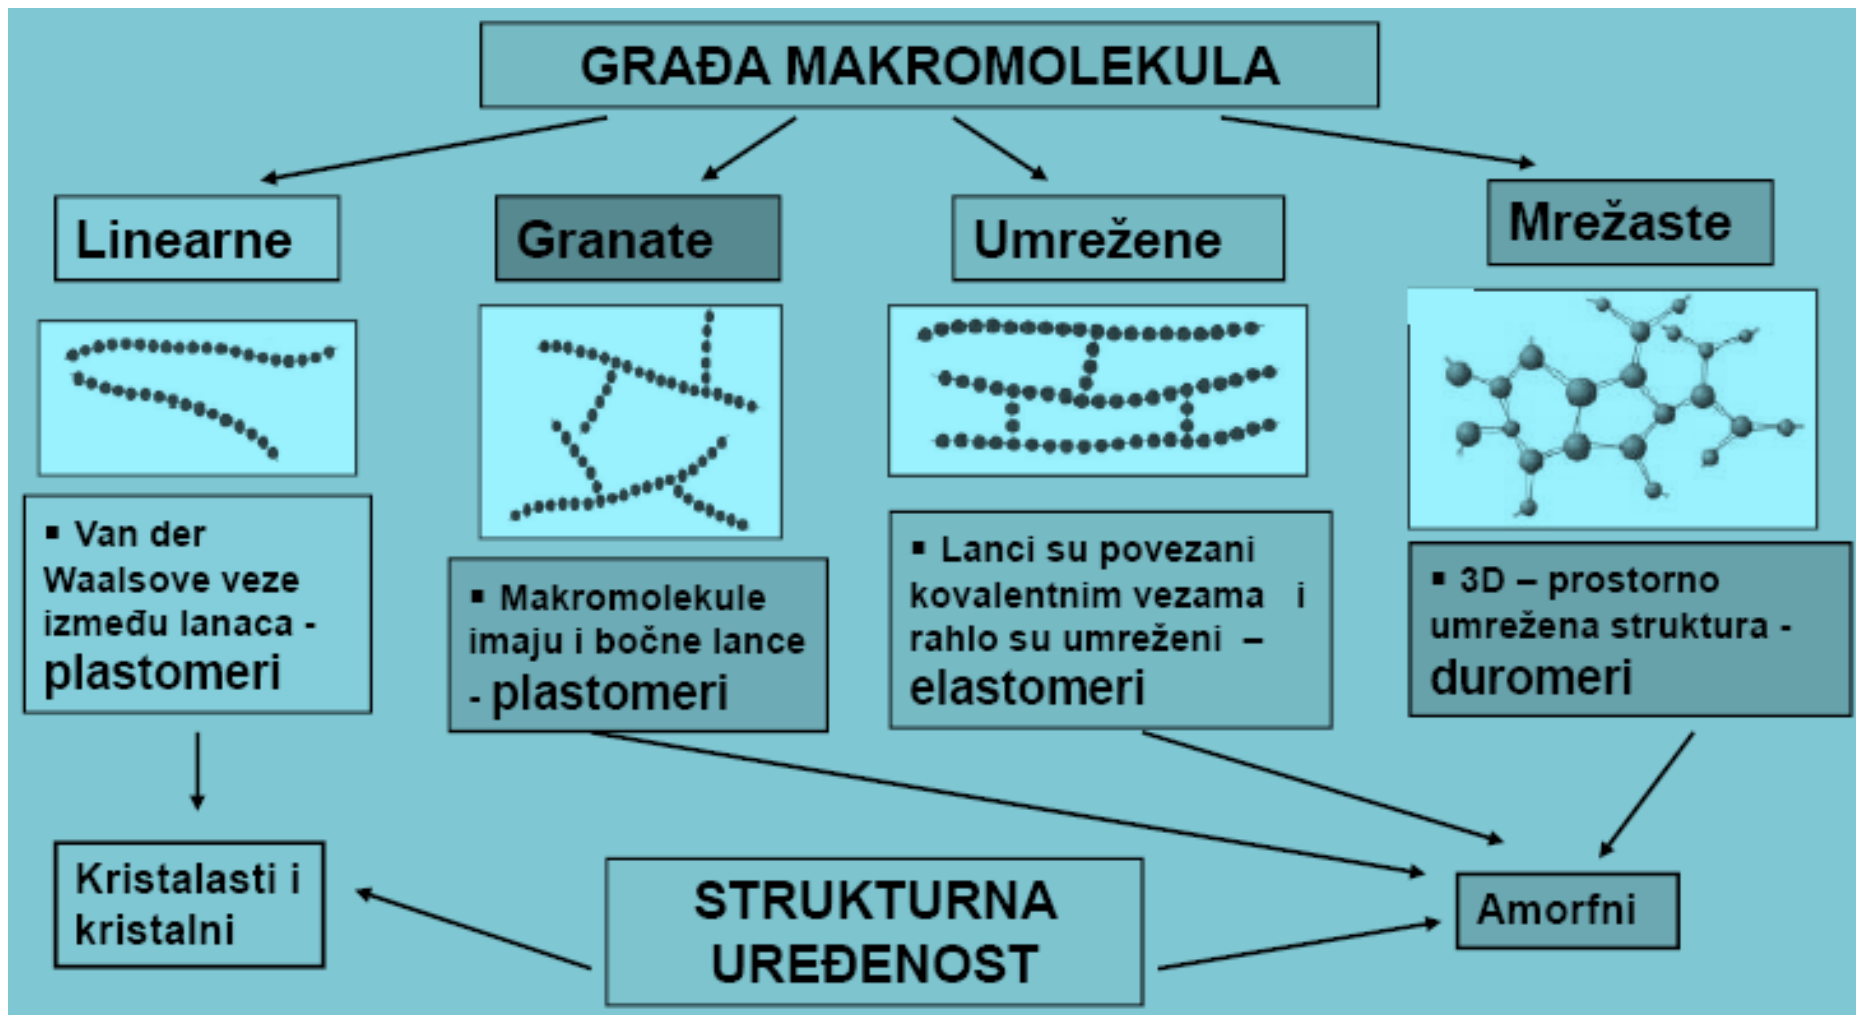 GRAĐA MAKROMOLEKULA
Linearne
Granate
Umrežene
Mrežaste
▪ Van der
Waalsove veze
između lanaca -
plastomeri
▪ Makromolekule
imaju i bočne lance
- plastomeri
▪ Lanci su povezani
kovalentnim vezama i
rahlo su umreženi –
elastomeri
▪ 3D – prostorno
umrežena struktura -
duromeri
Kristalasti i
kristalni
STRUKTURNA
UREĐENOST
Amorfni